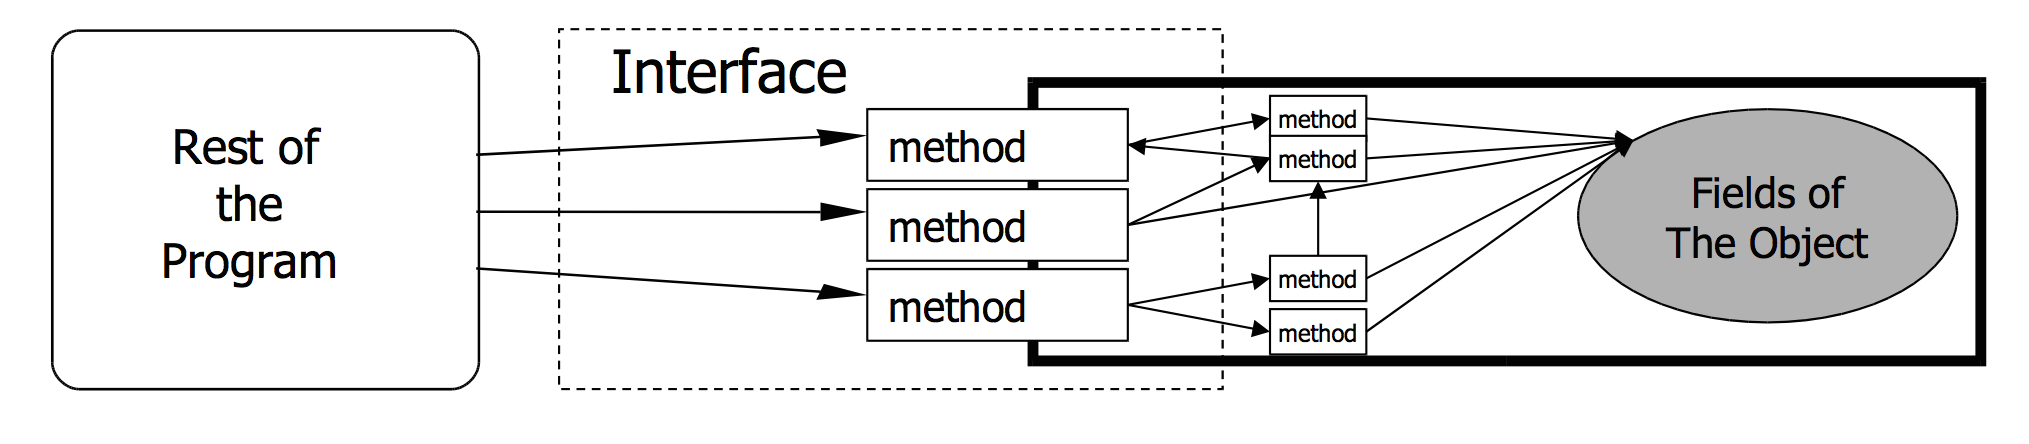 Rest of
the
Program
Interface
method
method
method
method
method
method
method
Fields of
The Object